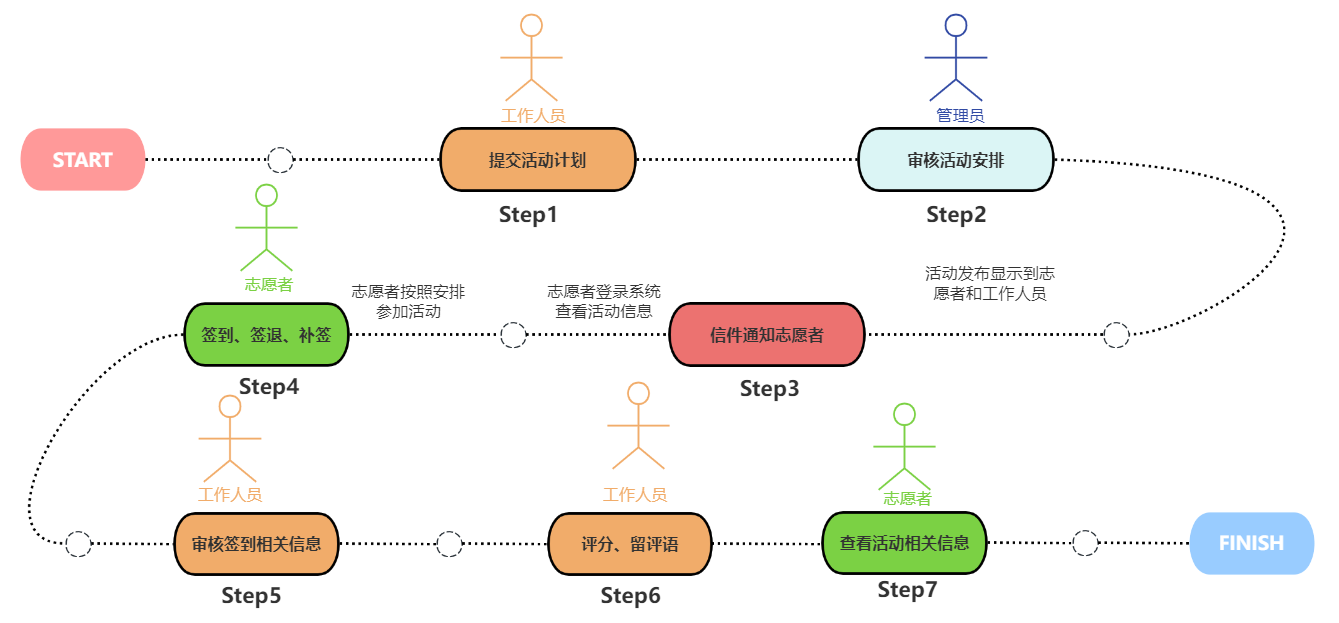 工作人员
管理员
START
提交活动计划
审核活动安排
Step1
Step2
活动发布显示到志
愿者和工作人员
志愿者登录系统
查看活动信息
志愿者按照安排
参加活动
志愿者
信件通知志愿者
签到、签退、补签
Step3
Step4
工作人员
审核签到相关信息
Step5
工作人员
评分、留评语
Step6
志愿者
查看活动相关信息
Step7
FINISH